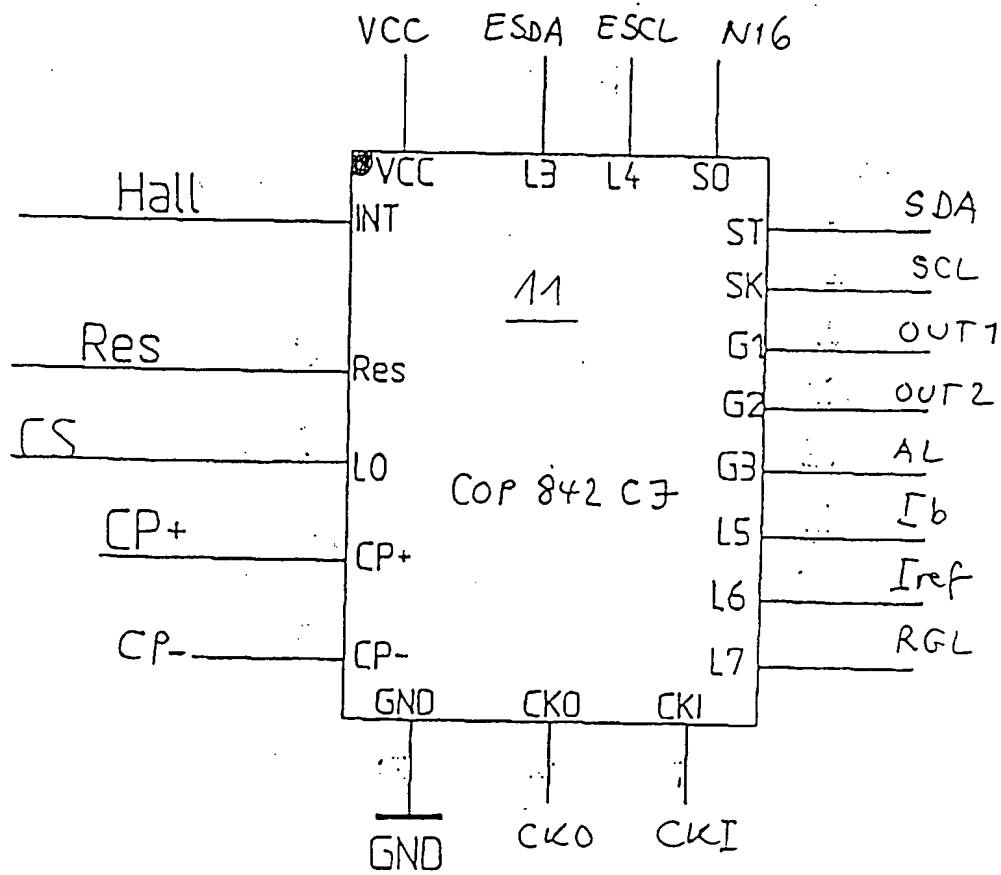 VCC ESDA ESCL N16
VCC L3 L4 SO
Hall INT ST SDA
11 SK SCL
Res Res G1 OUT1
G2 OUT2
CS L0 G3 AL
COP 842 CJ
CP+ CP+ L5 Ib
L6 Iref
CP- CP- L7 RGL
GND CKO CKI
GND CKO CKI